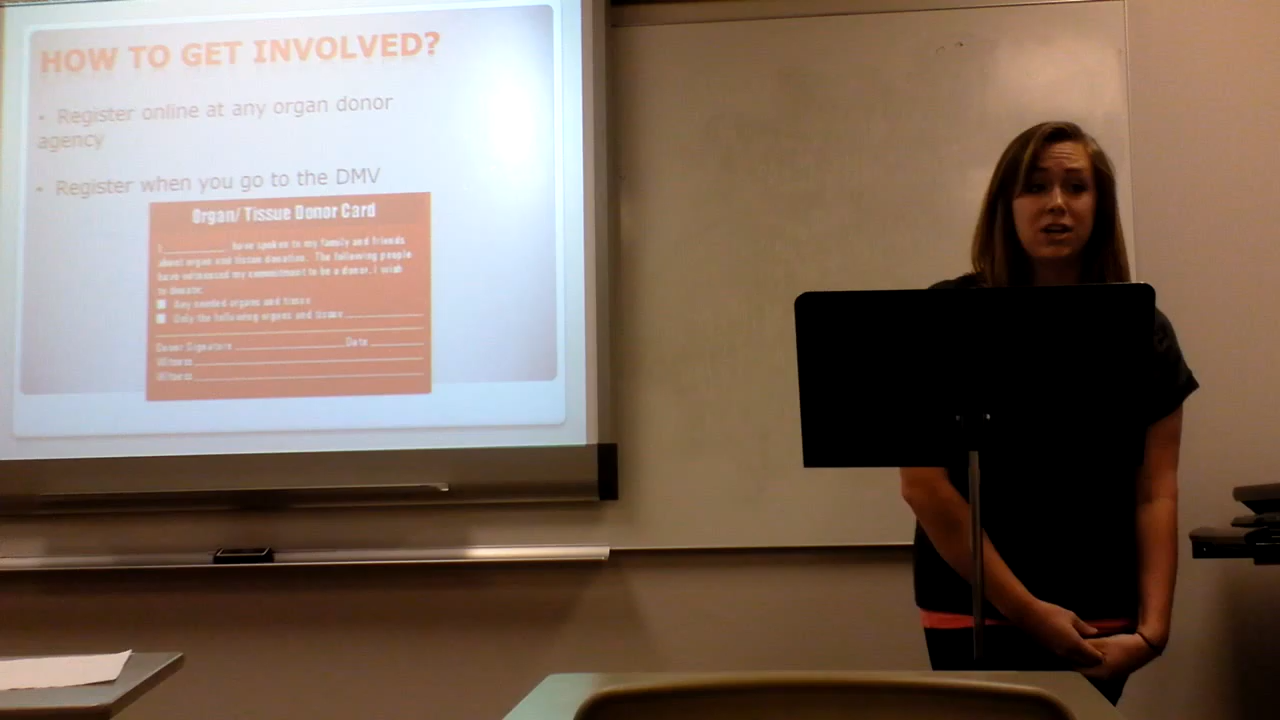 HOW TO GET INVOLVED?
• Register online at any organ donor
agency
• Register when you go to the DMV
Organ/ Tissue Donor Card
I__________ have spoken to my family and friends
about organ and tissue donation. The following people
have witnessed my commitment to be a donor. I wish
to donate:
Any needed organs and tissue
Only the following organs and tissue
Donor Signature ______________ Date ________
Witness
Witness